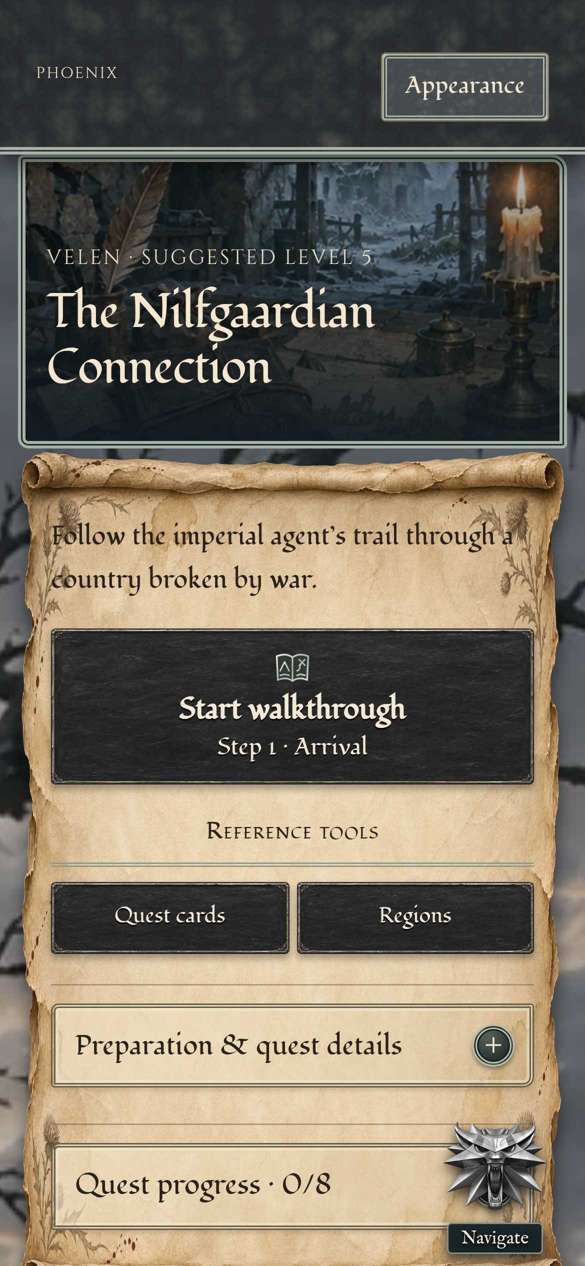 PHOENIX
Appearance
VELEN · SUGGESTED LEVEL 5
The Nilfgaardian
Connection
Follow the imperial agent's trail through a
country broken by war.
Start walkthrough
Step 1 · Arrival
Reference tools
Quest cards
Regions
Preparation & quest details
+
Quest progress · 0/8
Navigate